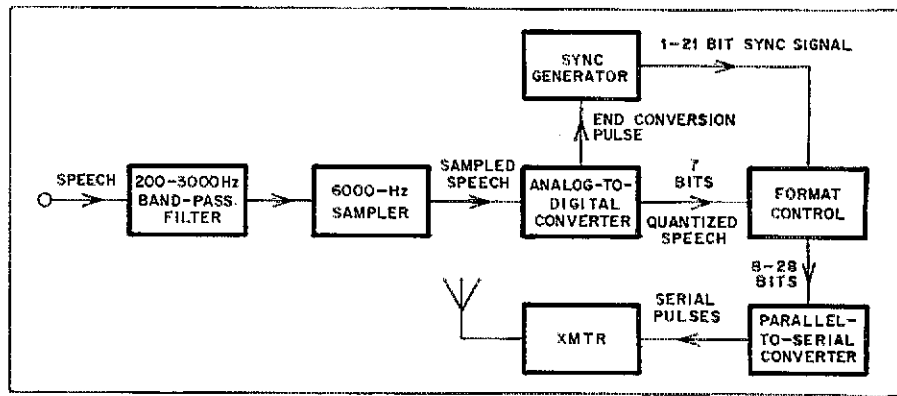 1-21 BIT SYNC SIGNAL
SYNC
GENERATOR
END CONVERSION
PULSE
SPEECH
200-3000Hz
BAND-PASS
FILTER
6000-Hz
SAMPLER
SAMPLED
SPEECH
ANALOG-TO-
DIGITAL
CONVERTER
7
BITS
QUANTIZED
SPEECH
FORMAT
CONTROL
8-28
BITS
XMTR
SERIAL
PULSES
PARALLEL-
TO-SERIAL
CONVERTER